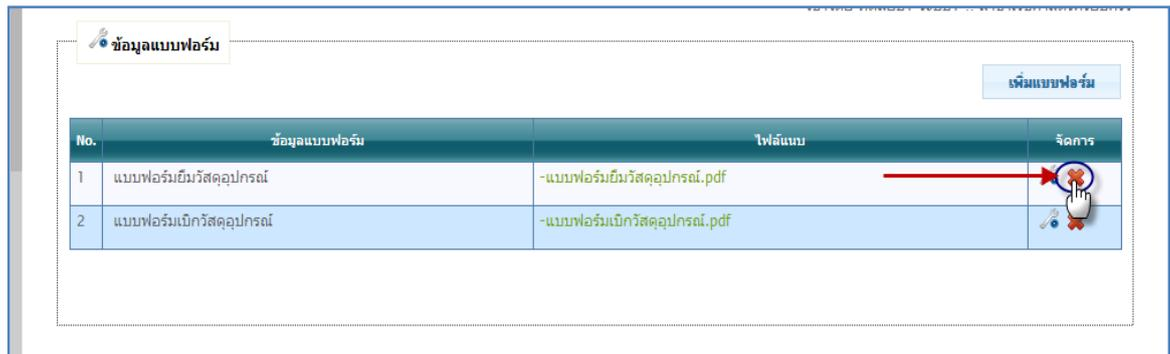 ข้อมูลแบบฟอร์ม
เพิ่มแบบฟอร์ม
No. ข้อมูลแบบฟอร์ม ไฟล์แนบ จัดการ
1 แบบฟอร์มยืมวัสดุอุปกรณ์ -แบบฟอร์มยืมวัสดุอุปกรณ์.pdf
2 แบบฟอร์มเบิกวัสดุอุปกรณ์ -แบบฟอร์มเบิกวัสดุอุปกรณ์.pdf